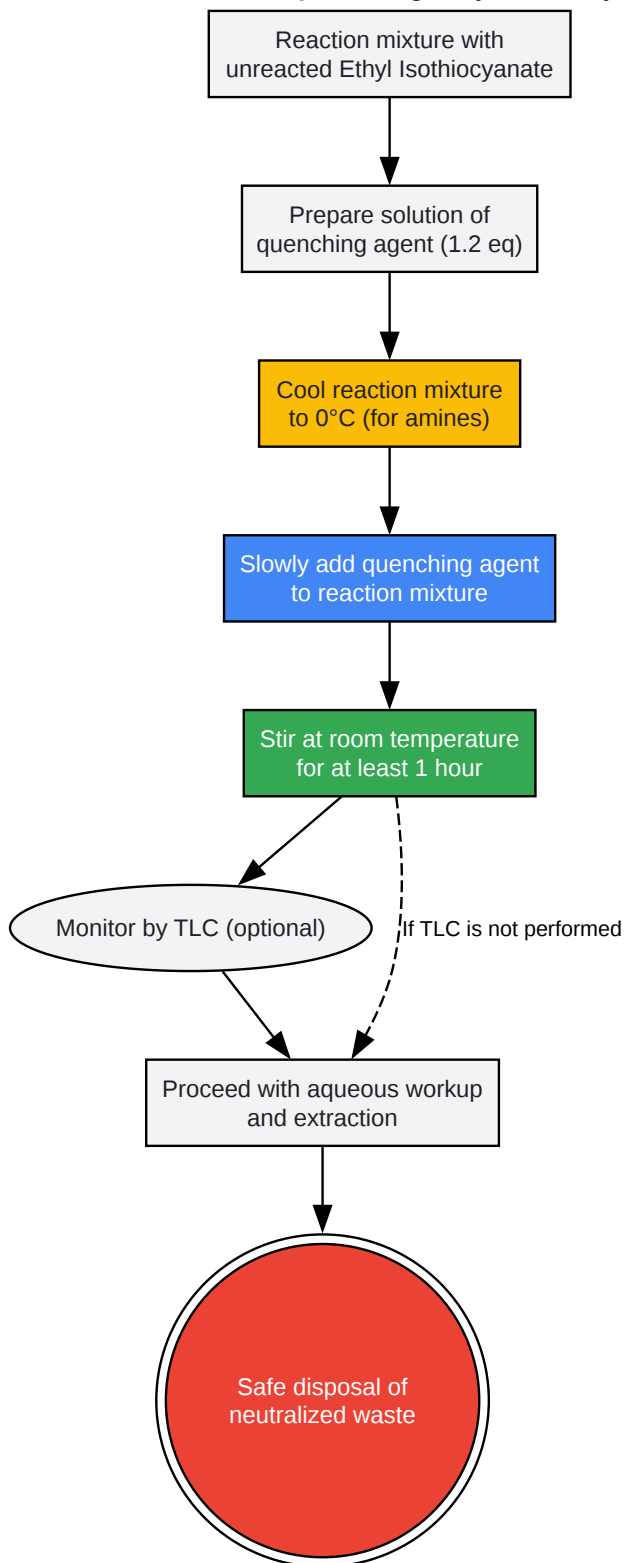 Reaction mixture with
unreacted Ethyl Isothiocyanate
Prepare solution of
quenching agent (1.2 eq)
Cool reaction mixture
to 0°C (for amines)
Slowly add quenching agent
to reaction mixture
Stir at room temperature
for at least 1 hour
Monitor by TLC (optional)
If TLC is not performed
Proceed with aqueous workup
and extraction
Safe disposal of
neutralized waste